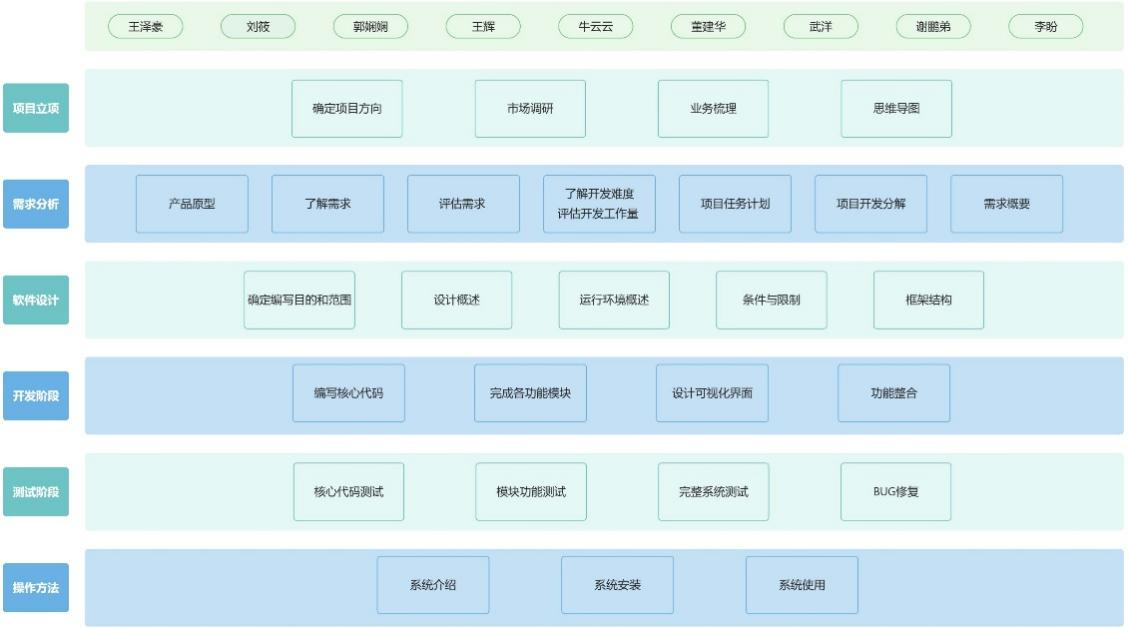 王泽豪
刘筱
郭娴娴
王辉
牛云云
董建华
武洋
谢鹏弟
李盼
项目立项
确定项目方向
市场调研
业务梳理
思维导图
需求分析
产品原型
了解需求
评估需求
了解开发难度
评估开发工作量
项目任务计划
项目开发分解
需求概要
软件设计
确定编写目的和范围
设计概述
运行环境概述
条件与限制
框架结构
开发阶段
编写核心代码
完成各功能模块
设计可视化界面
功能整合
测试阶段
核心代码测试
模块功能测试
完整系统测试
BUG修复
操作方法
系统介绍
系统安装
系统使用